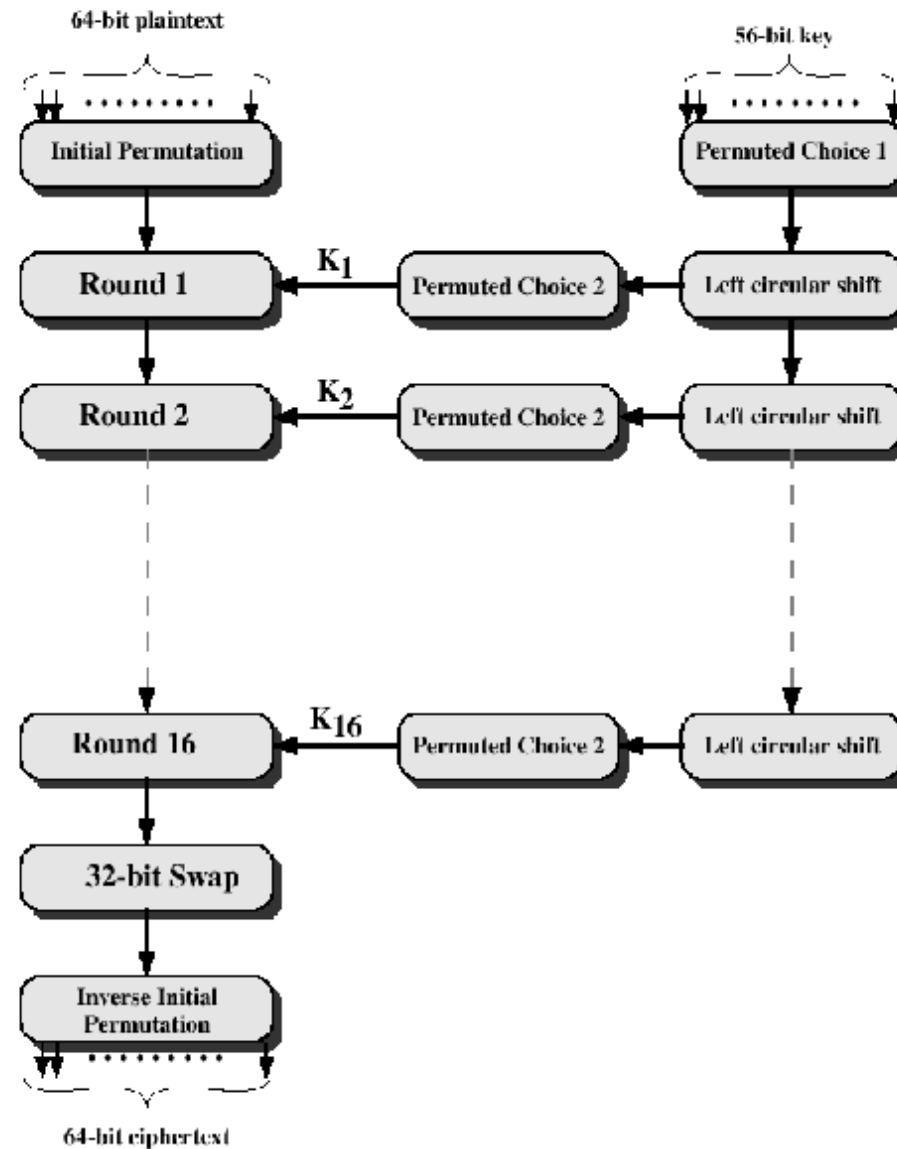 64-bit plaintext
56-bit key
Initial Permutation
Permuted Choice 1
Round 1
K1
Permuted Choice 2
Left circular shift
Round 2
K2
Permuted Choice 2
Left circular shift
Round 16
K16
Permuted Choice 2
Left circular shift
32-bit Swap
Inverse Initial
Permutation
64-bit ciphertext